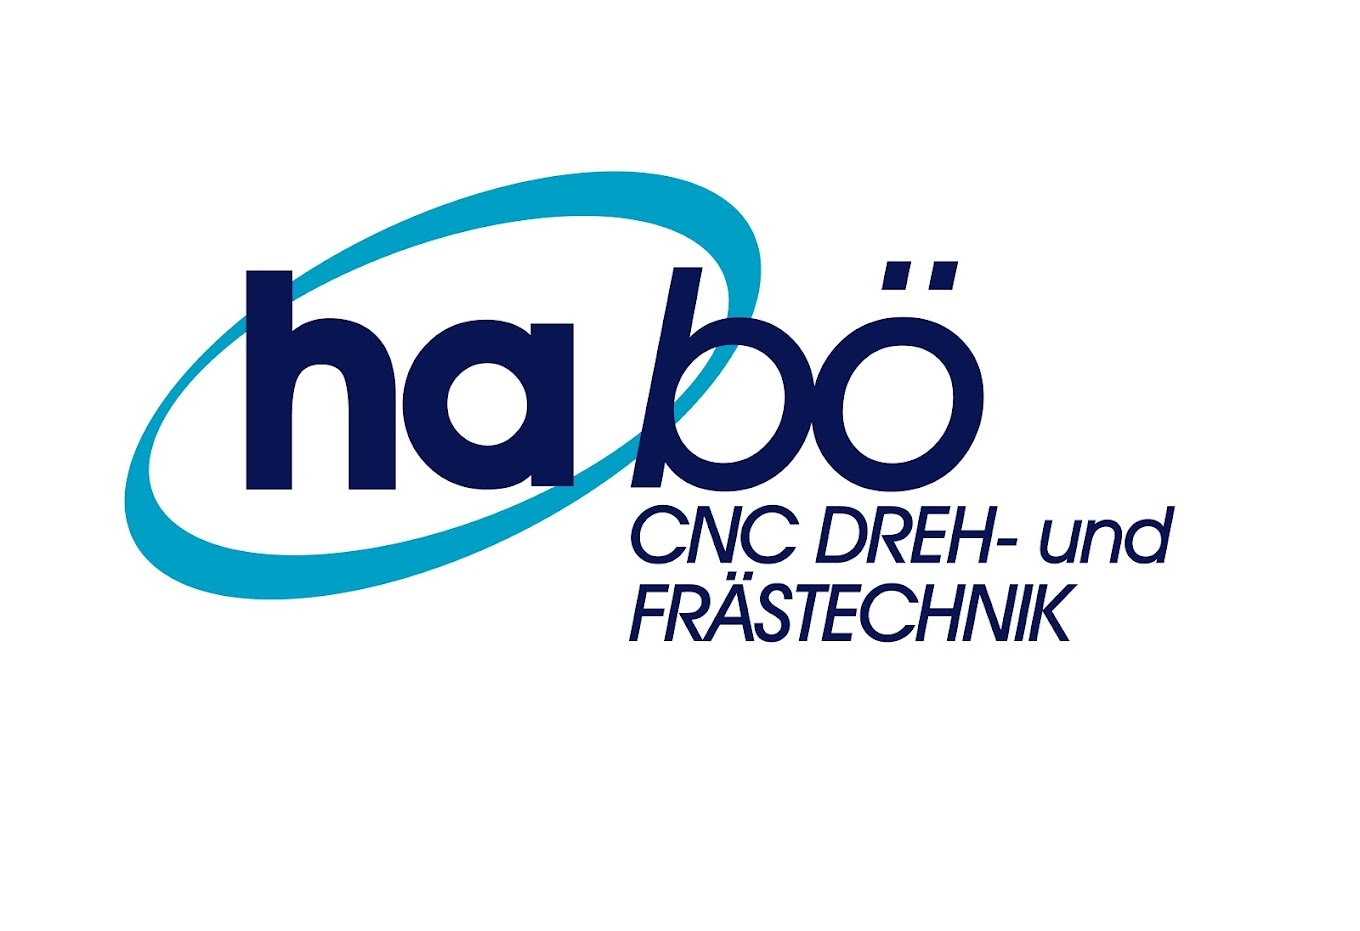 ha bö
CNC DREH- und
FRÄSTECHNIK